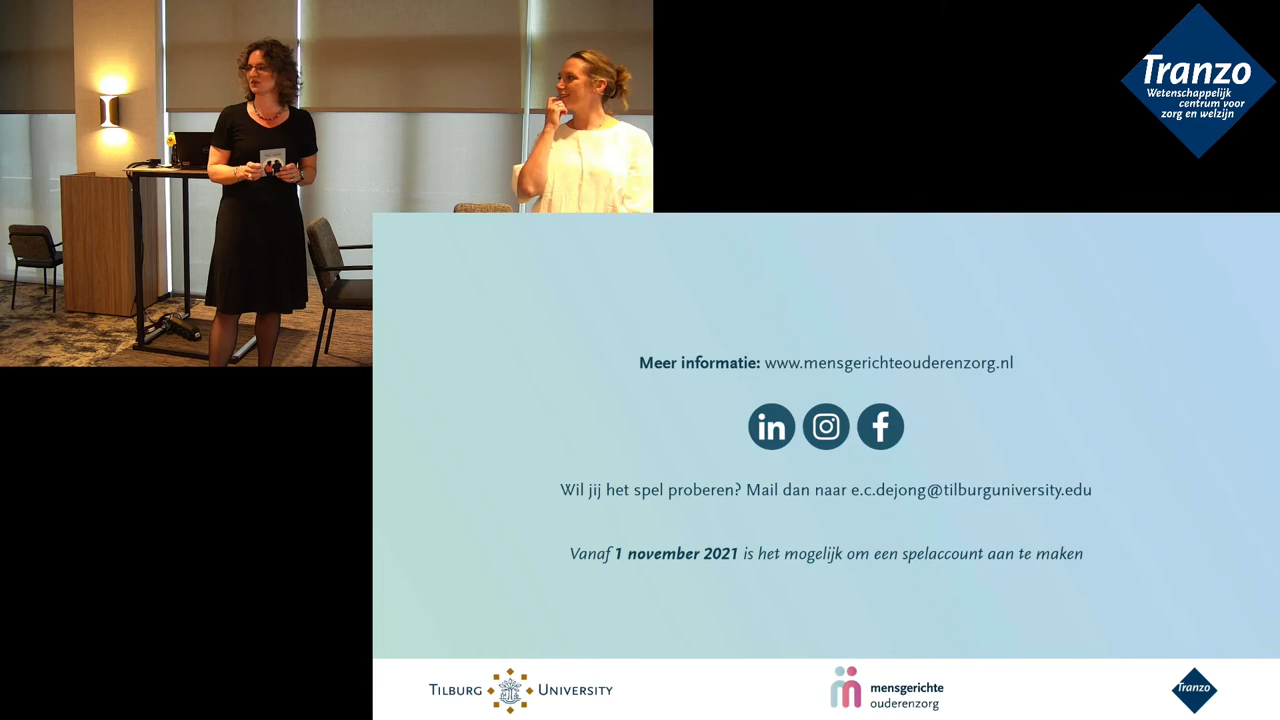 Tranzo
Wetenschappelijk
centrum voor
zorg en welzijn
Meer informatie: www.mensgerichteouderenzorg.nl
in
f
Wil jij het spel proberen? Mail dan naar e.c.dejong@tilburguniversity.edu
Vanaf 1 november 2021 is het mogelijk om een spelaccount aan te maken
TILBURG UNIVERSITY
mensgerichte
ouderenzorg
Tranzo